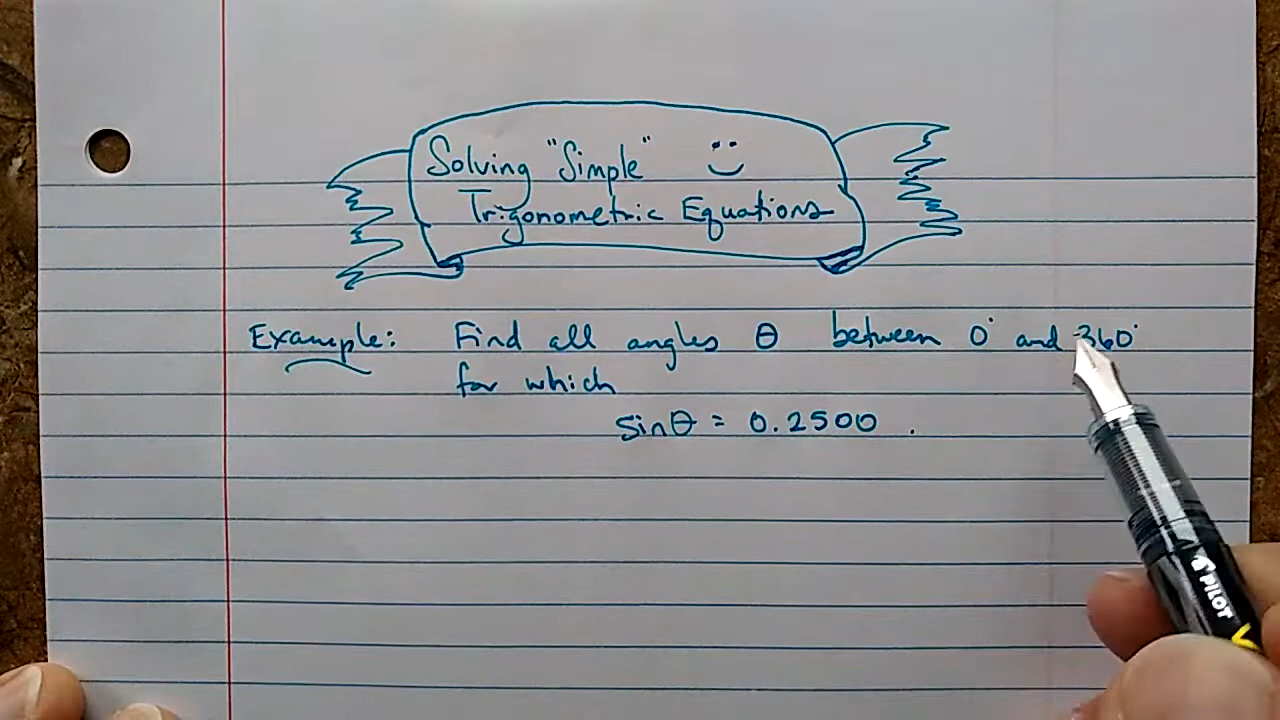 Solving "Simple"
Trigonometric Equations
Example: Find all angles θ between 0° and 360°
for which
sinθ = 0.2500 .
PILOT
V